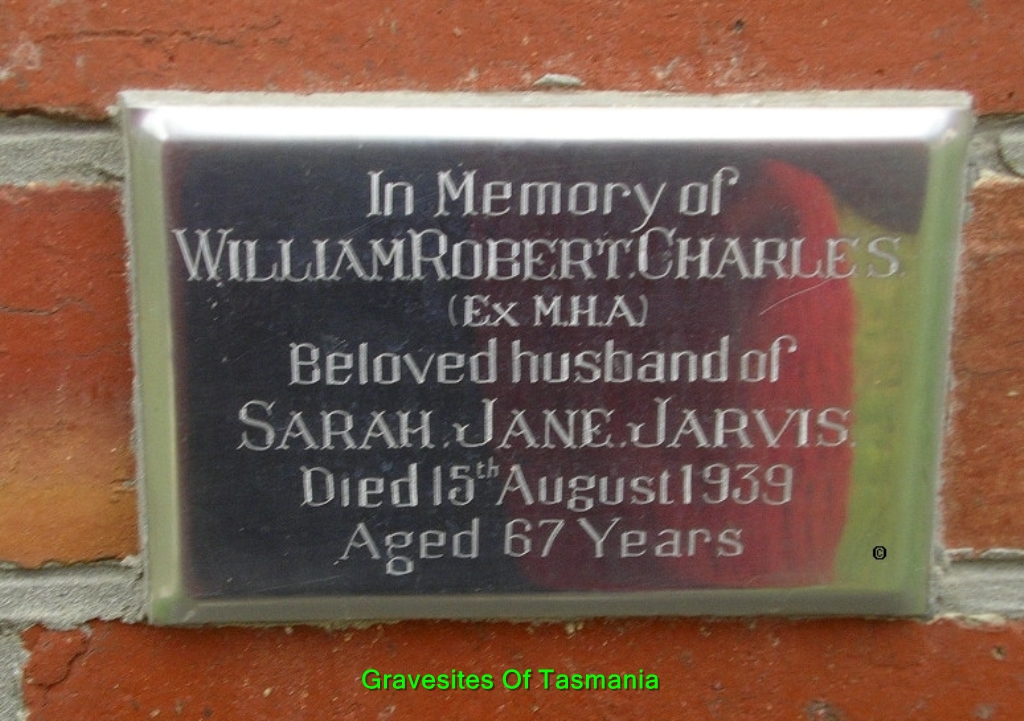 In Memory of
WILLIAM.ROBERT.CHARLES.
(EX M.H.A)
Beloved husband of
SARAH.JANE.JARVIS.
Died 15th August 1939
Aged 67 Years
©
Gravesites Of Tasmania